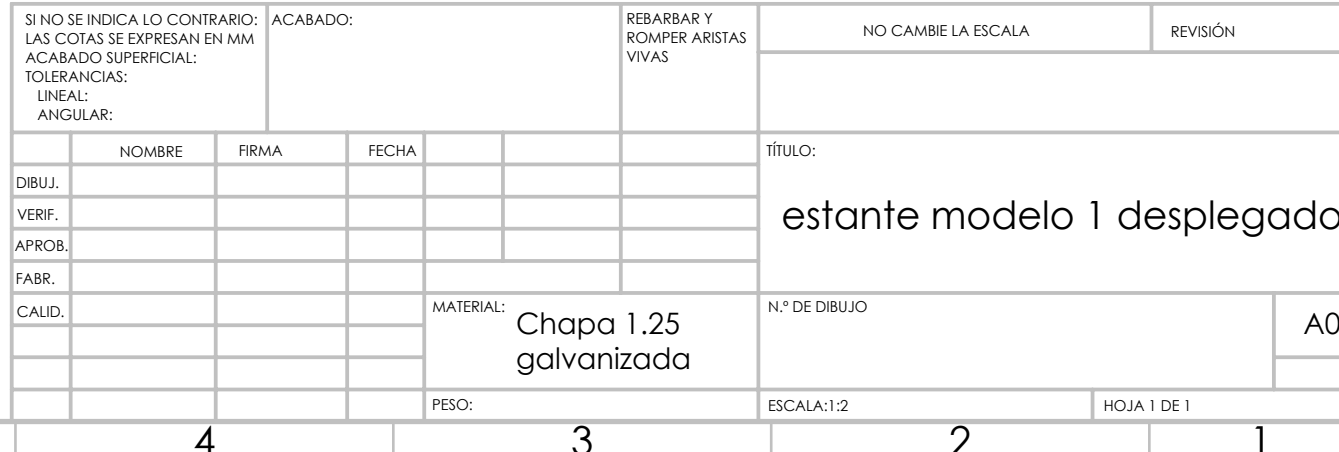 SI NO SE INDICA LO CONTRARIO:
LAS COTAS SE EXPRESAN EN MM
ACABADO SUPERFICIAL:
TOLERANCIAS:
LINEAL:
ANGULAR:
ACABADO:
REBARBAR Y
ROMPER ARISTAS
VIVAS
NO CAMBIE LA ESCALA
REVISIÓN
NOMBRE
FIRMA
FECHA
TÍTULO:
DIBUJ.
VERIF.
APROB.
FABR.
CALID.
estante modelo 1 desplegado
MATERIAL:
Chapa 1.25
galvanizada
N.º DE DIBUJO
A0
PESO:
ESCALA:1:2
HOJA 1 DE 1
4
3
2
1